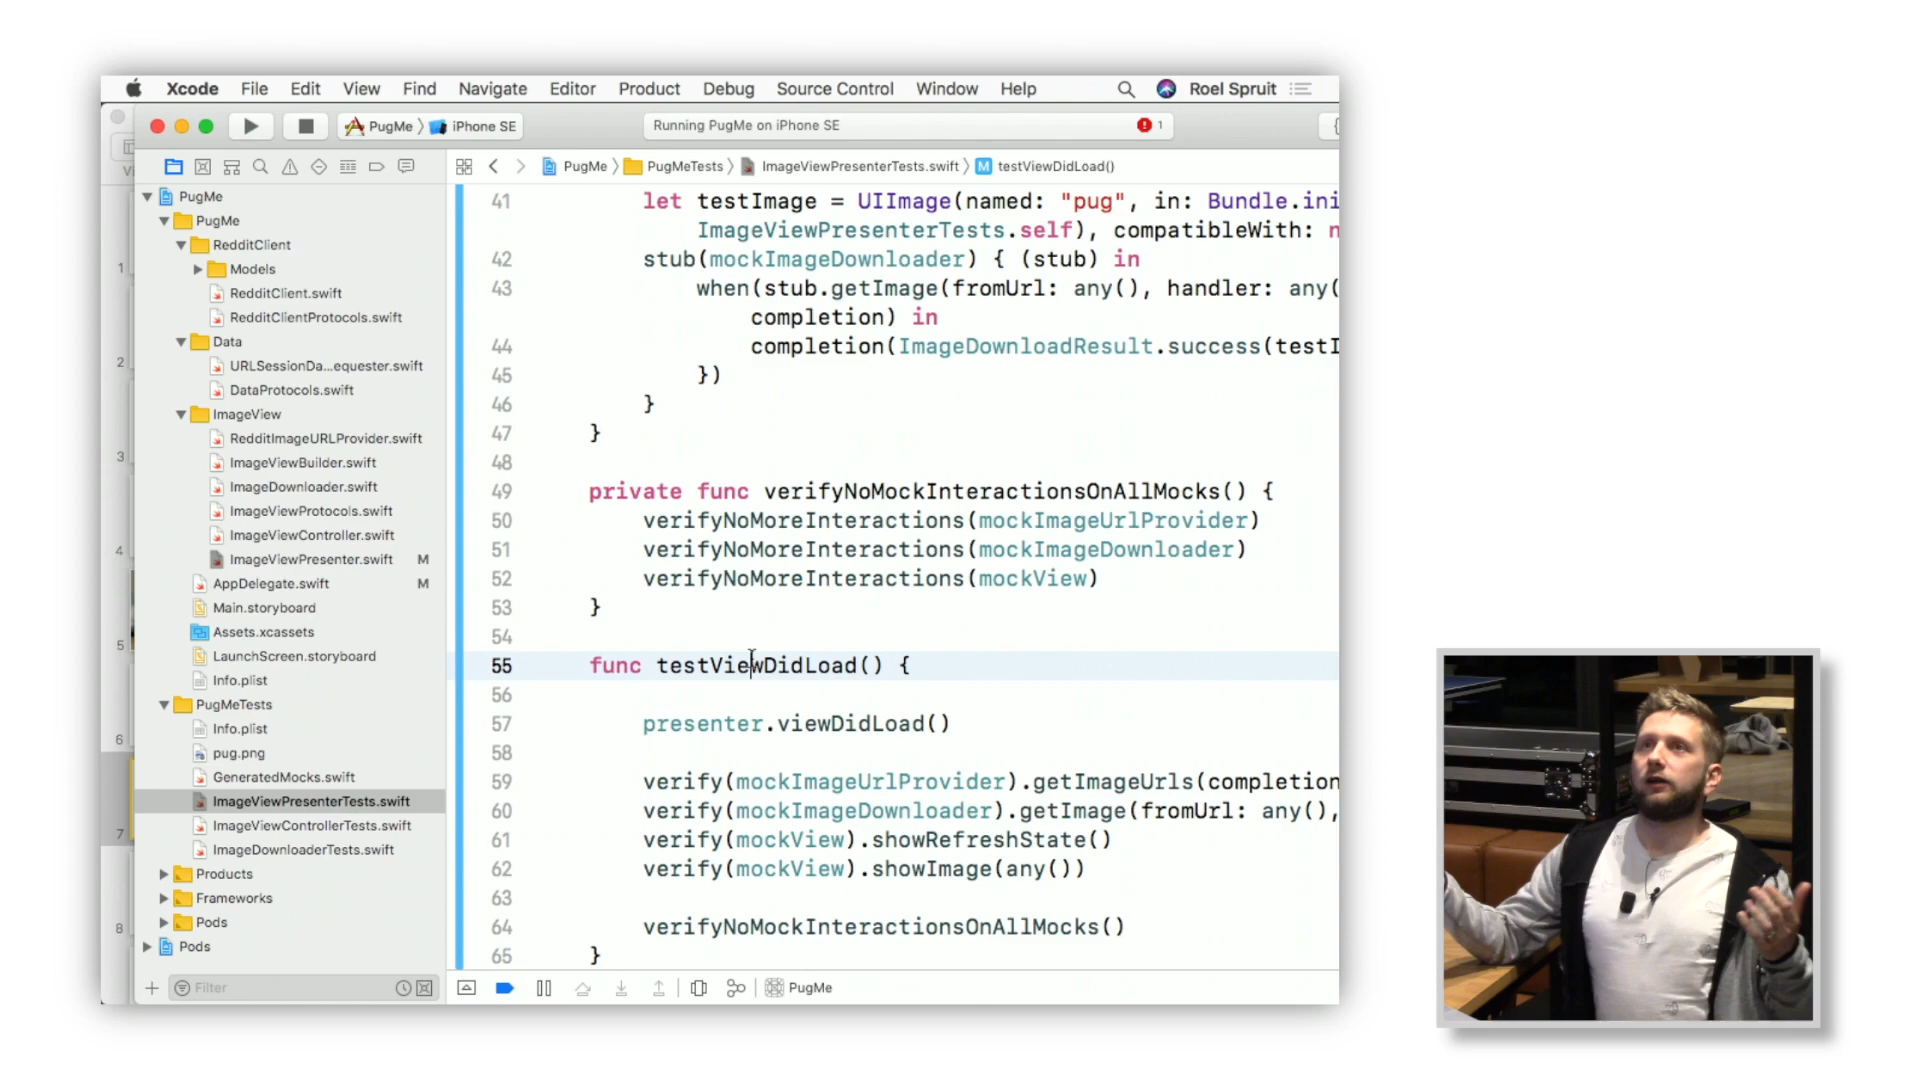 Xcode File Edit View Find Navigate Editor Product Debug Source Control Window Help Roel Spruit
PugMe iPhone SE
Running PugMe on iPhone SE
1
PugMe PugMeTests ImageViewPresenterTests.swift M testViewDidLoad()
PugMe
PugMe
RedditClient
Models
RedditClient.swift
RedditClientProtocols.swift
Data
URLSessionDa...equester.swift
DataProtocols.swift
ImageView
RedditImageURLProvider.swift
ImageViewBuilder.swift
ImageDownloader.swift
ImageViewProtocols.swift
ImageViewController.swift
ImageViewPresenter.swift M
AppDelegate.swift M
Main.storyboard
Assets.xcassets
LaunchScreen.storyboard
Info.plist
PugMeTests
Info.plist
pug.png
GeneratedMocks.swift
ImageViewPresenterTests.swift
ImageViewControllerTests.swift
ImageDownloaderTests.swift
Products
Frameworks
Pods
Pods
Filter
1
2
3
4
5
6
7
8
41 let testImage = UIImage(named: "pug", in: Bundle.ini
ImageViewPresenterTests.self), compatibleWith: n
42 stub(mockImageDownloader) { (stub) in
43 when(stub.getImage(fromUrl: any(), handler: any(
completion) in
44 completion(ImageDownloadResult.success(testI
45 })
46 }
47 }
48
49 private func verifyNoMockInteractionsOnAllMocks() {
50 verifyNoMoreInteractions(mockImageUrlProvider)
51 verifyNoMoreInteractions(mockImageDownloader)
52 verifyNoMoreInteractions(mockView)
53 }
54
55 func testViewDidLoad() {
56
57 presenter.viewDidLoad()
58
59 verify(mockImageUrlProvider).getImageUrls(completion
60 verify(mockImageDownloader).getImage(fromUrl: any(),
61 verify(mockView).showRefreshState()
62 verify(mockView).showImage(any())
63
64 verifyNoMockInteractionsOnAllMocks()
65 }
PugMe